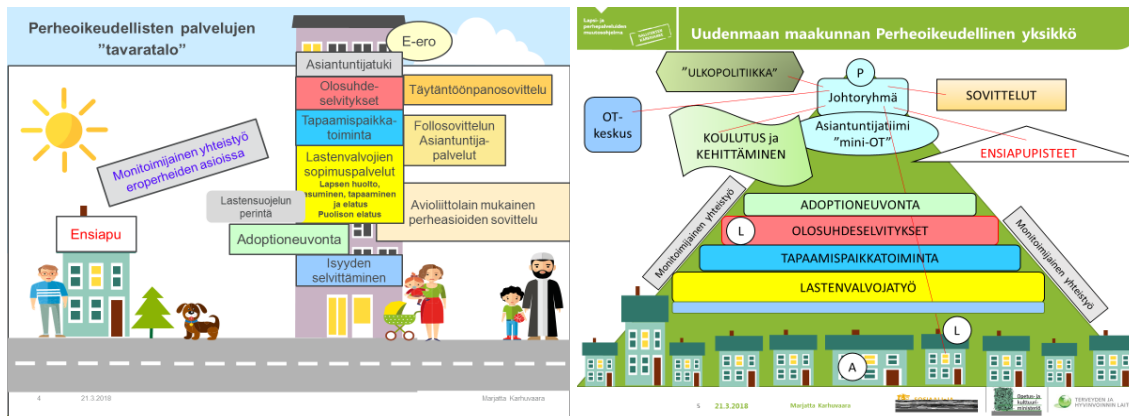 Perheoikeudellisten palvelujen
”tavaratalo”
E-ero
Asiantuntijatuki
Olosuhde-
selvitykset
Täytäntöönpanosovittelu
Tapaamispaikka-
toiminta
Follosovittelun
Asiantuntija-
palvelut
Lastenvalvojien
sopimuspalvelut
Lapsen huolto,
asuminen, tapaaminen
ja elatus
Puolison elatus
Monitoimijainen yhteistyö
eroperheiden asioissa
Lastensuojelun
perintä
Avioliittolain mukainen
perheasioiden sovittelu
Ensiapu
Adoptioneuvonta
Isyyden
selvittäminen
4
21.3.2018
Marjatta Karhuvaara
Lapsi- ja
perhepalveluiden
muutosohjelma
Uudenmaan maakunnan Perheoikeudellinen yksikkö
”ULKOPOLITIIKKA”
P
Johtoryhmä
SOVITTELUT
OT-
keskus
KOULUTUS ja
KEHITTÄMINEN
Asiantuntijatiimi
”mini-OT”
ENSIAPUPISTEET
Monitoimijainen yhteistyö
Monitoimijainen yhteistyö
ADOPTIONEUVONTA
L
OLOSUHDESELVITYKSET
TAPAAMISPAIKKATOIMINTA
LASTENVALVOJATYÖ
L
A
5
21.3.2018
Marjatta Karhuvaara
Opetus- ja
kulttuuri-
ministeriö
TERVEYDEN JA
HYVINVOINNIN LAIT